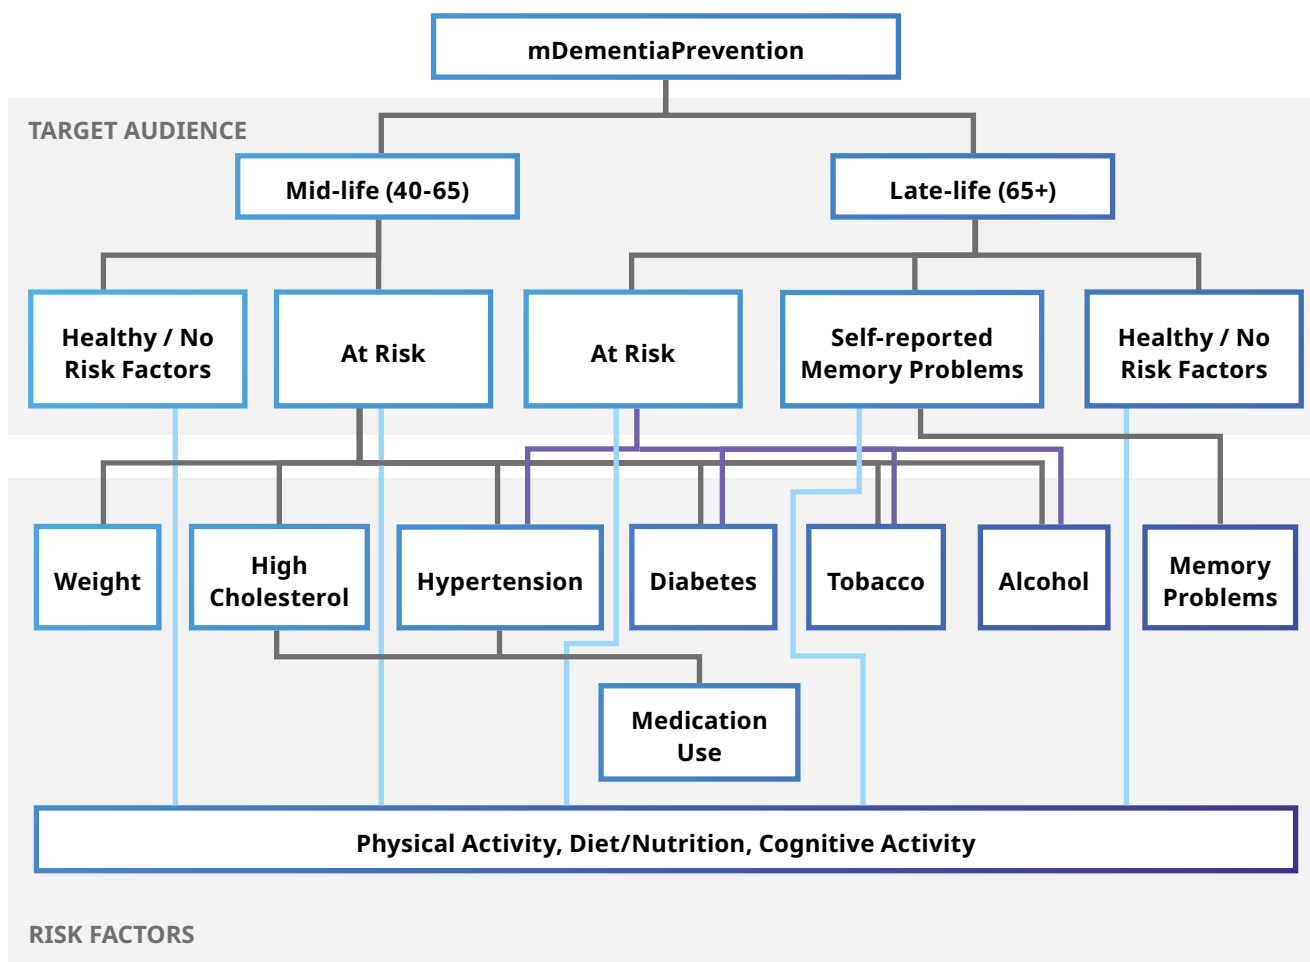 mDementiaPrevention
TARGET AUDIENCE
Mid-life (40-65)
Late-life (65+)
Healthy / No
Risk Factors
At Risk
At Risk
Self-reported
Memory Problems
Healthy / No
Risk Factors
Weight
High
Cholesterol
Hypertension
Diabetes
Tobacco
Alcohol
Memory
Problems
Medication
Use
Physical Activity, Diet/Nutrition, Cognitive Activity
RISK FACTORS